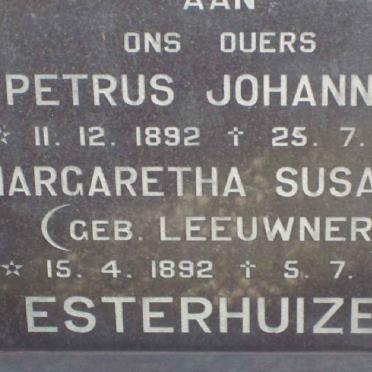 AAN
ONS OUERS
PETRUS JOHANN
☆ 11. 12. 1892 † 25. 7.
MARGARETHA SUSA
(GEB. LEEUWNER
☆ 15. 4. 1892 † 5. 7.
ESTERHUIZE